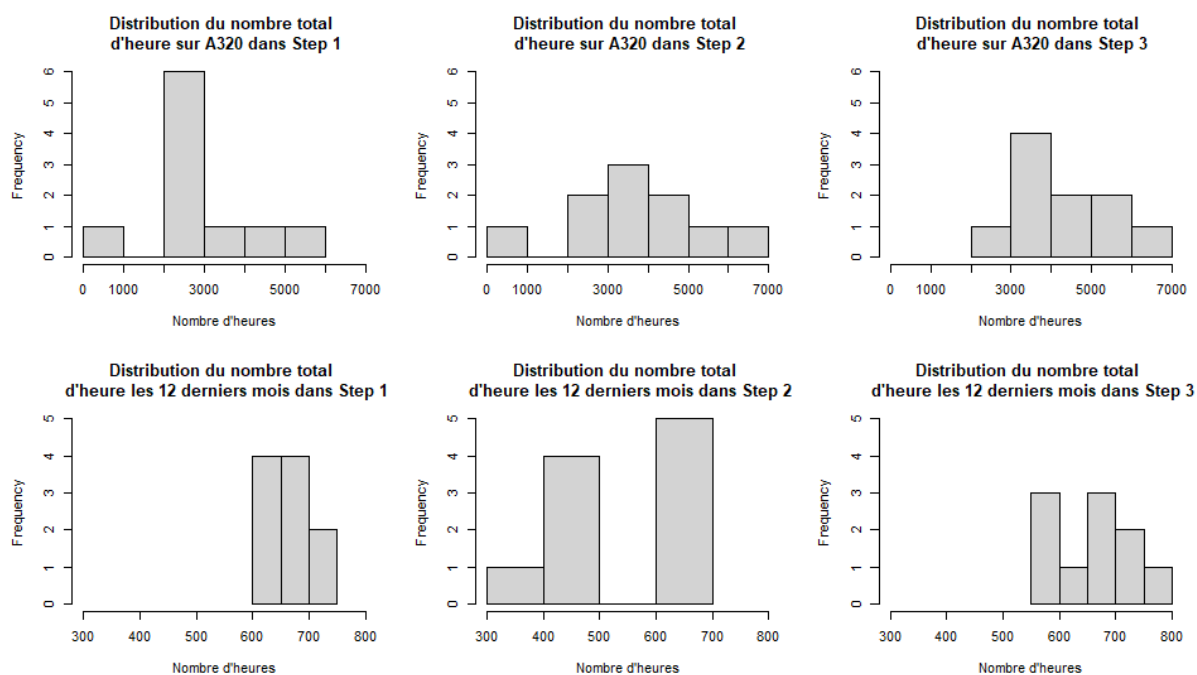 Distribution du nombre total
d'heure sur A320 dans Step 1
Frequency
6
5
4
3
2
1
0
0 1000 3000 5000 7000
Nombre d'heures
Distribution du nombre total
d'heure sur A320 dans Step 2
Frequency
6
5
4
3
2
1
0
0 1000 3000 5000 7000
Nombre d'heures
Distribution du nombre total
d'heure sur A320 dans Step 3
Frequency
6
5
4
3
2
1
0
0 1000 3000 5000 7000
Nombre d'heures
Distribution du nombre total
d'heure les 12 derniers mois dans Step 1
Frequency
5
4
3
2
1
0
300 400 500 600 700 800
Nombre d'heures
Distribution du nombre total
d'heure les 12 derniers mois dans Step 2
Frequency
5
4
3
2
1
0
300 400 500 600 700 800
Nombre d'heures
Distribution du nombre total
d'heure les 12 derniers mois dans Step 3
Frequency
5
4
3
2
1
0
300 400 500 600 700 800
Nombre d'heures